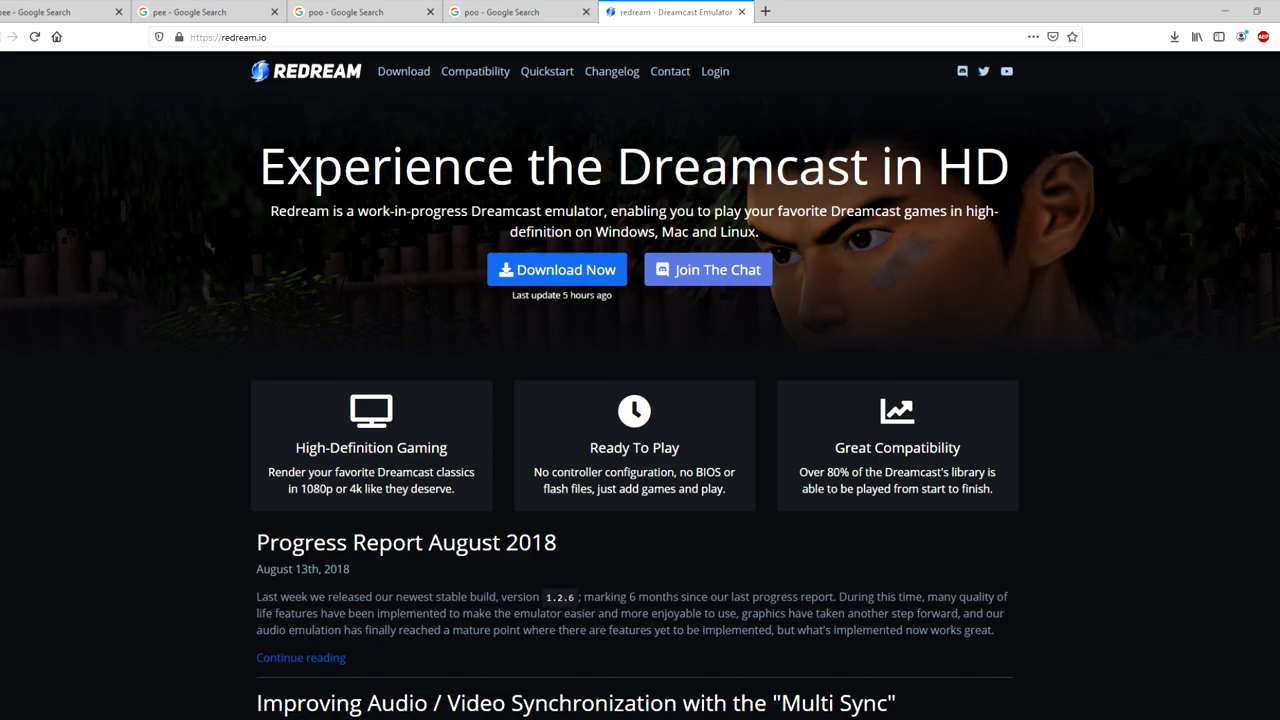 pee - Google Search
pee - Google Search
poo - Google Search
poo - Google Search
redream - Dreamcast Emulator
https://redream.io
ABP
REDREAM
Download
Compatibility
Quickstart
Changelog
Contact
Login
Experience the Dreamcast in HD
Redream is a work-in-progress Dreamcast emulator, enabling you to play your favorite Dreamcast games in high-
definition on Windows, Mac and Linux.
Download Now
Join The Chat
Last update 5 hours ago
High-Definition Gaming
Render your favorite Dreamcast classics
in 1080p or 4k like they deserve.
Ready To Play
No controller configuration, no BIOS or
flash files, just add games and play.
Great Compatibility
Over 80% of the Dreamcast's library is
able to be played from start to finish.
Progress Report August 2018
August 13th, 2018
Last week we released our newest stable build, version 1.2.6; marking 6 months since our last progress report. During this time, many quality of
life features have been implemented to make the emulator easier and more enjoyable to use, graphics have taken another step forward, and our
audio emulation has finally reached a mature point where there are features yet to be implemented, but what's implemented now works great.
Continue reading
Improving Audio / Video Synchronization with the "Multi Sync"